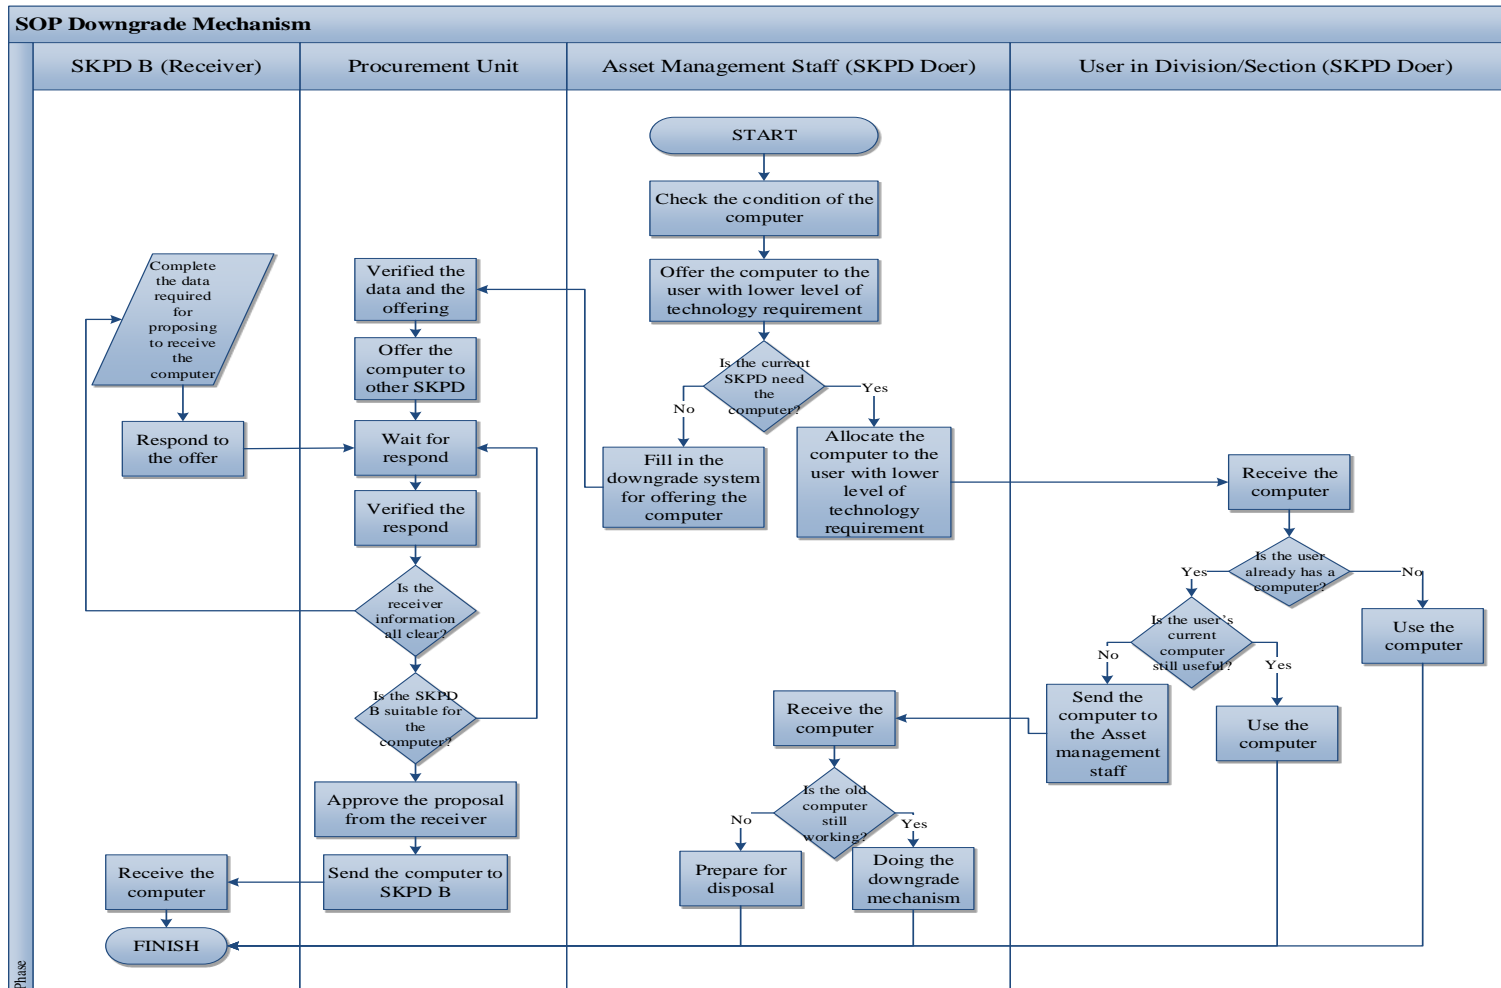 SOP Downgrade Mechanism
SKPD B (Receiver)
Procurement Unit
Asset Management Staff (SKPD Doer)
User in Division/Section (SKPD Doer)
Phase
START
Check the condition of the
computer
Offer the computer to the
user with lower level of
technology requirement
Is the current
SKPD need
the
computer?
No
Yes
Fill in the
downgrade system
for offering the
computer
Allocate the
computer to the
user with lower
level of
technology
requirement
Verified the
data and the
offering
Offer the
computer to
other SKPD
Wait for
respond
Verified the
respond
Is the
receiver
information
all clear?
Is the SKPD
B suitable for
the
computer?
Approve the proposal
from the receiver
Send the computer to
SKPD B
Complete
the data
required
for
proposing
to receive
the
computer
Respond to
the offer
Receive the
computer
FINISH
Receive the
computer
Is the user
already has a
computer?
Yes
No
Is the user's
current
computer
still useful?
No
Yes
Use the
computer
Use the
computer
Send the
computer to
the Asset
management
staff
Receive the
computer
Is the old
computer
still
working?
No
Yes
Prepare for
disposal
Doing the
downgrade
mechanism